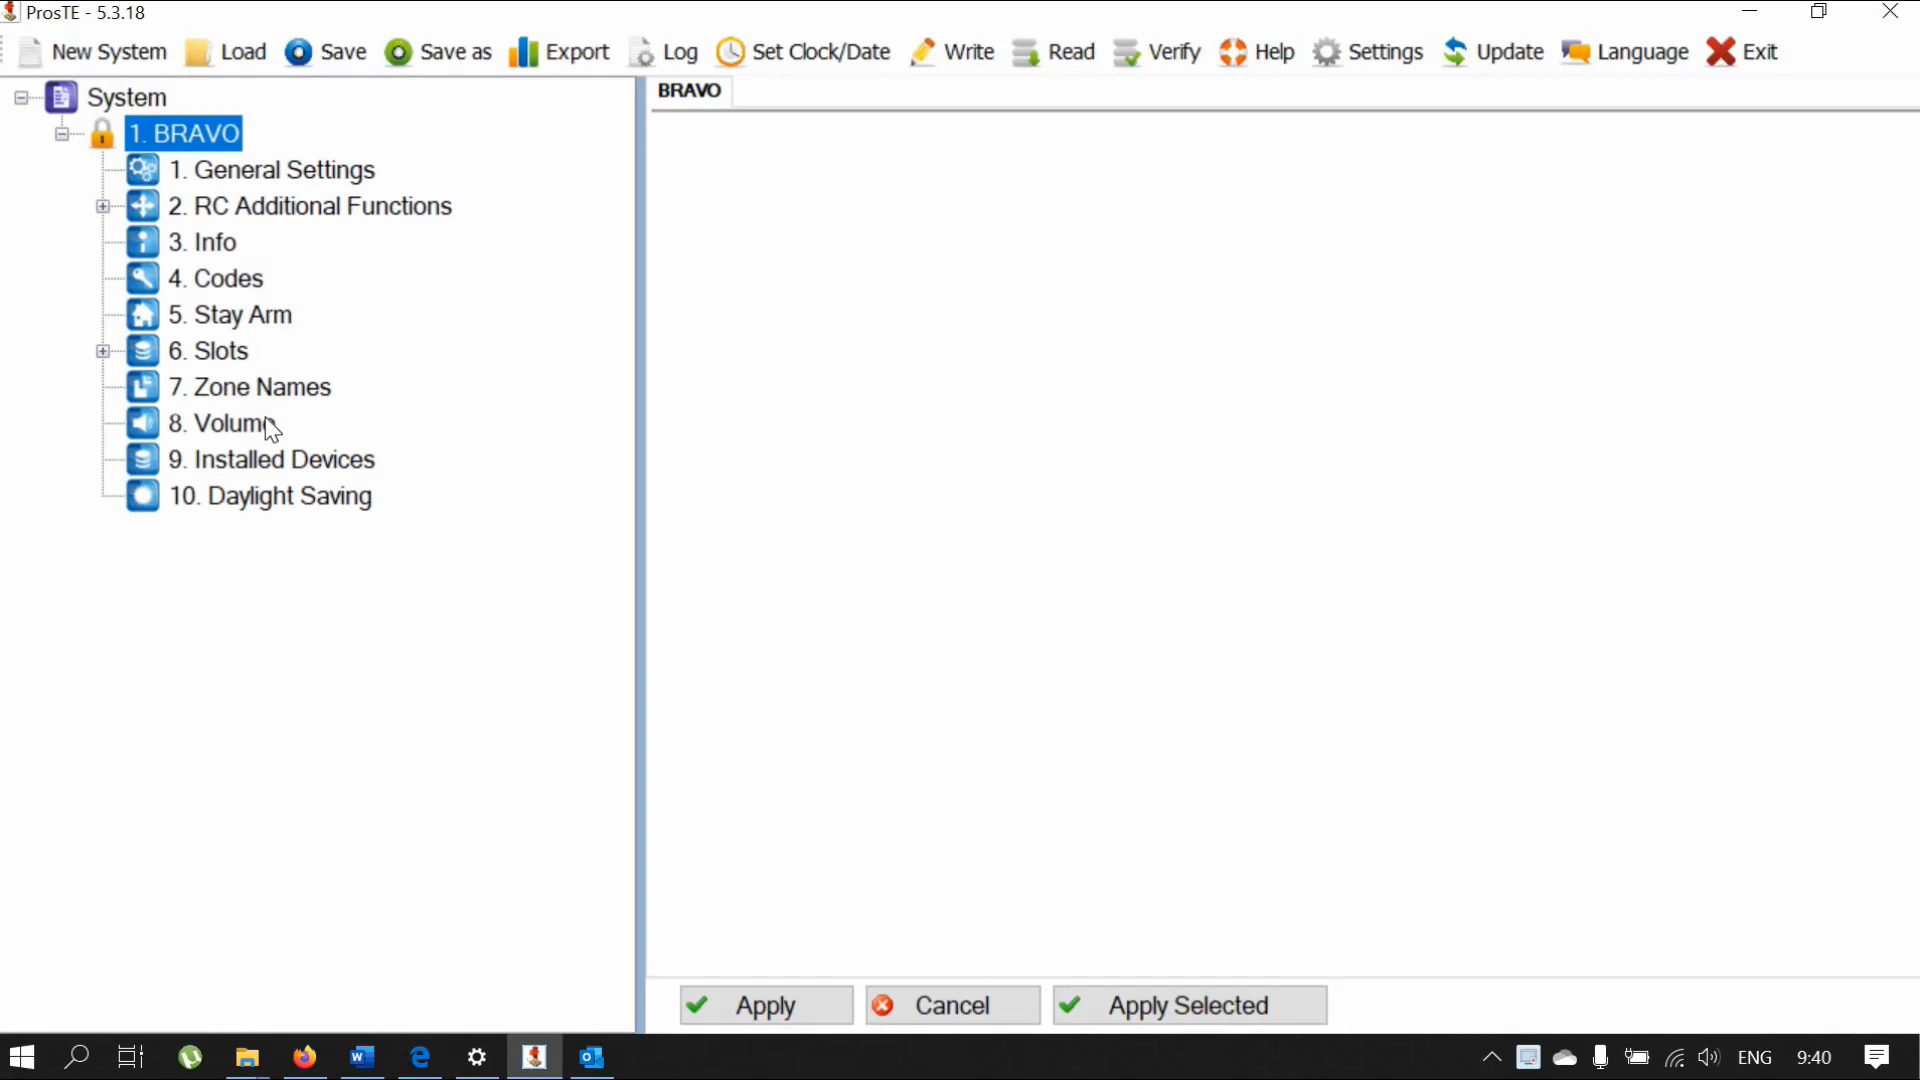 ProsTE - 5.3.18
New System Load Save Save as Export Log Set Clock/Date Write Read Verify Help Settings Update Language Exit
System
BRAVO
1. BRAVO
1. General Settings
2. RC Additional Functions
3. Info
4. Codes
5. Stay Arm
6. Slots
7. Zone Names
8. Volume
9. Installed Devices
10. Daylight Saving
Apply Cancel Apply Selected
ENG 9:40